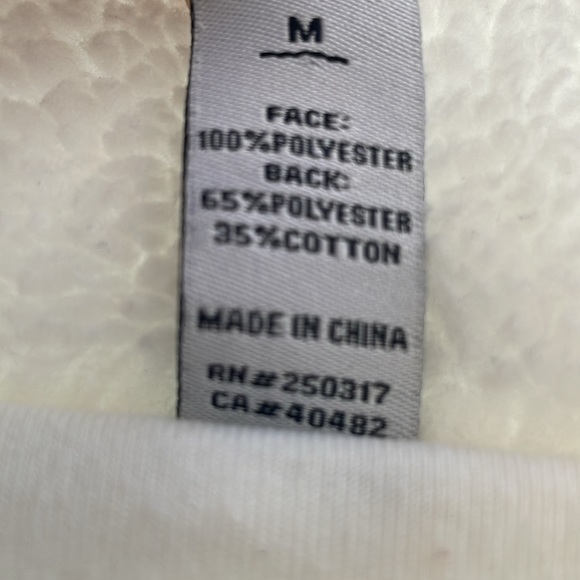 M
FACE:
100%POLYESTER
BACK:
65%POLYESTER
35%COTTON
MADE IN CHINA
RN#250317
CA#40482